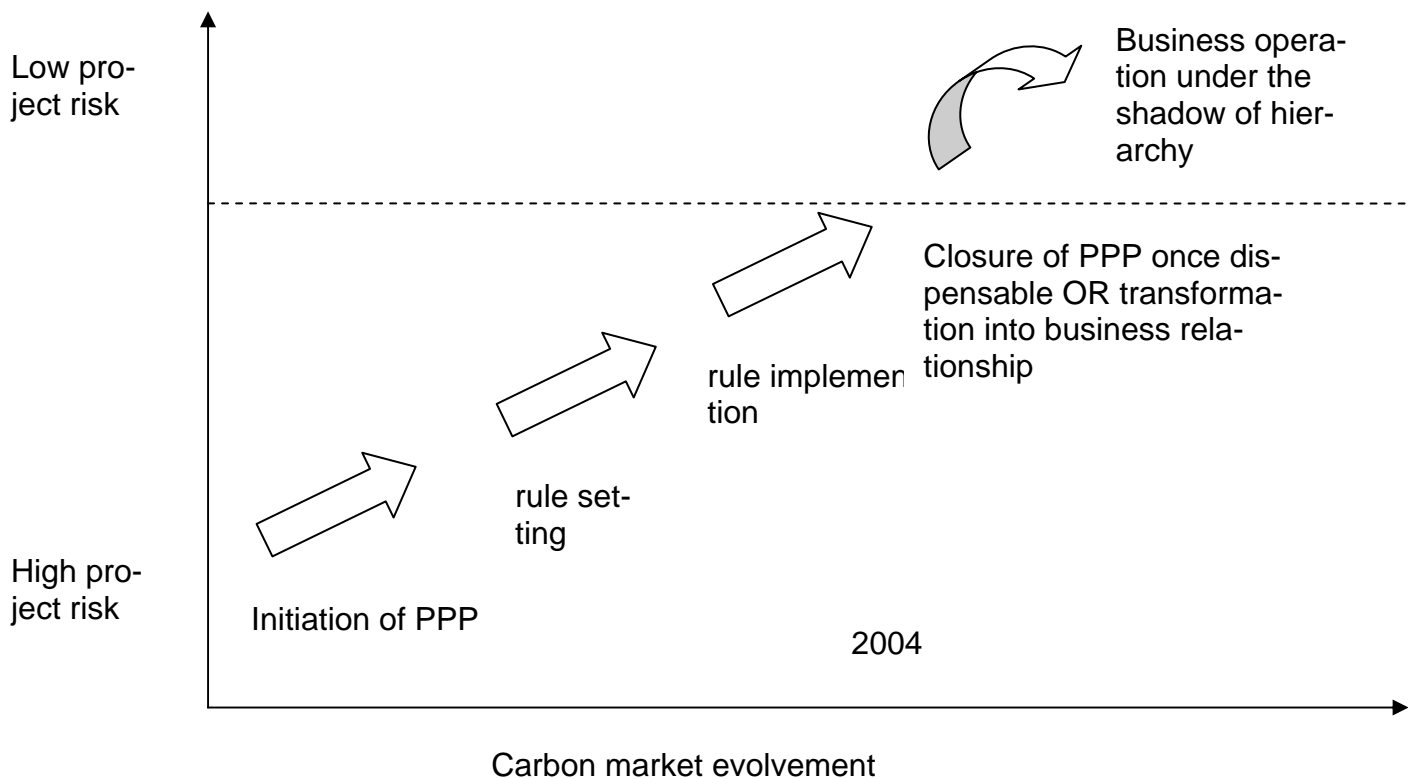 Low pro-
ject risk
Business opera-
tion under the
shadow of hier-
archy
Closure of PPP once dis-
pensable OR transforma-
tion into business rela-
tionship
rule implemen
tion
rule set-
ting
High pro-
ject risk
Initiation of PPP
2004
Carbon market evolvement